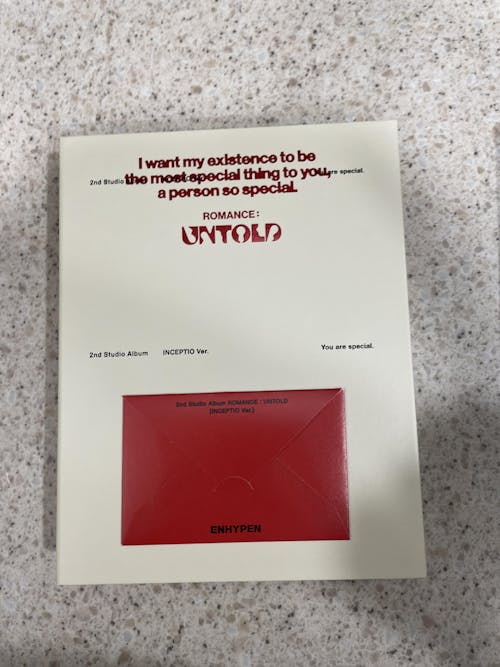 I want my existence to be
2nd Studio the most special thing to you, are special.
a person so special.
ROMANCE:
UNTOLD
2nd Studio Album INCEPTIO Ver. You are special.
2nd Studio Album ROMANCE : UNTOLD
[INCEPTIO Ver.]
ENHYPEN